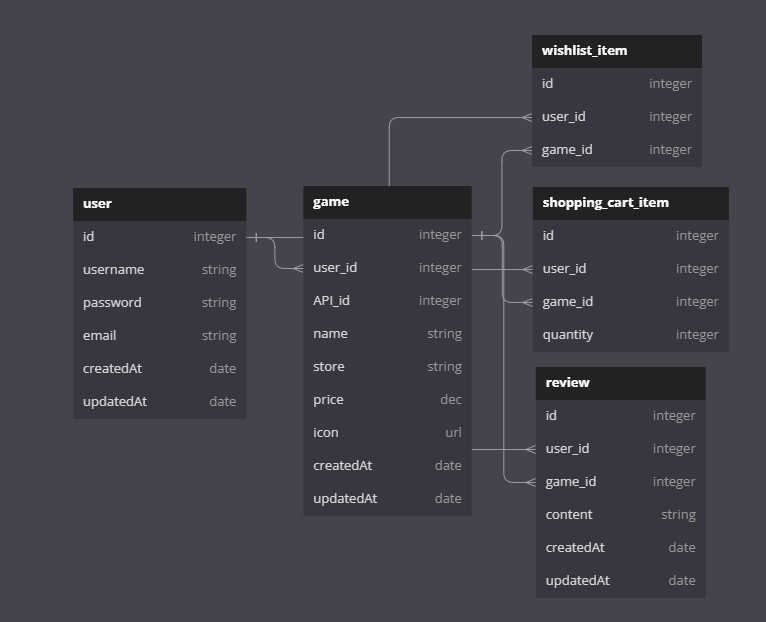 user
id integer
username string
password string
email string
createdAt date
updatedAt date
game
id integer
user_id integer
API_id integer
name string
store string
price dec
icon url
createdAt date
updatedAt date
wishlist_item
id integer
user_id integer
game_id integer
shopping_cart_item
id integer
user_id integer
game_id integer
quantity integer
review
id integer
user_id integer
game_id integer
content string
createdAt date
updatedAt date